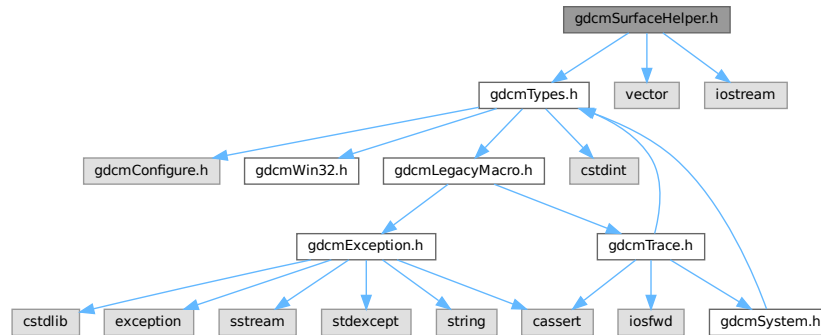 gdcmSurfaceHelper.h
gdcmTypes.h
vector
iostream
gdcmConfigure.h
gdcmWin32.h
gdcmLegacyMacro.h
cstdint
gdcmException.h
gdcmTrace.h
cstdlib
exception
sstream
stdexcept
string
cassert
iosfwd
gdcmSystem.h